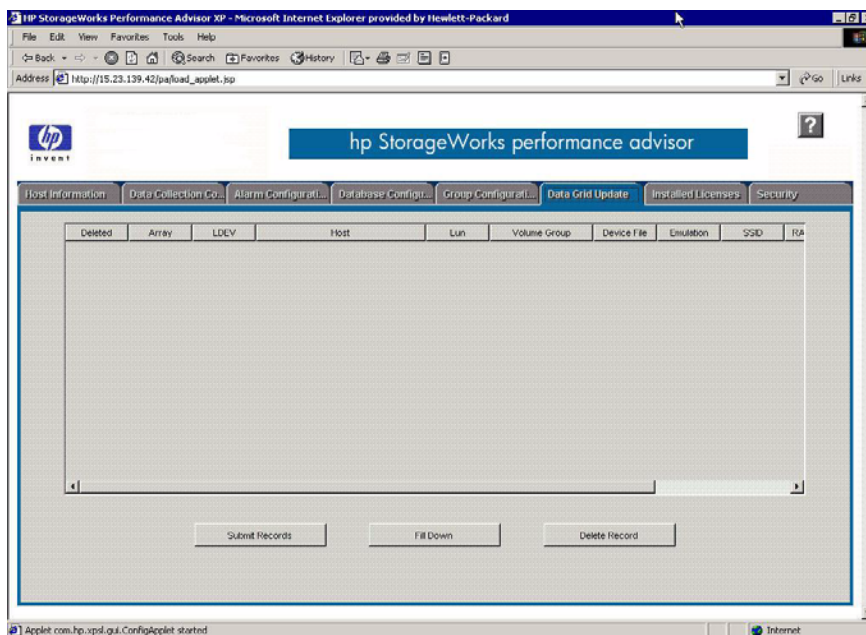 HP StorageWorks Performance Advisor XP - Microsoft Internet Explorer provided by Hewlett-Packard
File Edit View Favorites Tools Help
Back Search Favorites History
Address http://15.23.139.42/pa/load_applet.jsp Go Links
hp
invent
hp StorageWorks performance advisor
?
Host Information Data Collection Co... Alarm Configurati... Database Configu... Group Configurati... Data Grid Update Installed Licenses Security
Deleted Array LDEV Host Lun Volume Group Device File Emulation SSID RA
Submit Records Fill Down Delete Record
Applet com.hp.xpsl.gui.ConfigApplet started Internet